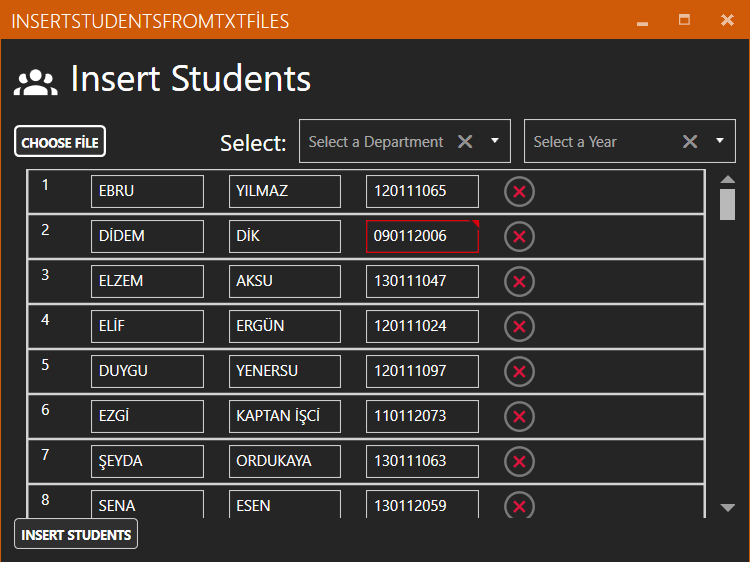 INSERTSTUDENTSFROMTXTFİLES
Insert Students
CHOOSE FİLE Select: Select a Department Select a Year
1 EBRU YILMAZ 120111065
2 DİDEM DİK 090112006
3 ELZEM AKSU 130111047
4 ELİF ERGÜN 120111024
5 DUYGU YENERSU 120111097
6 EZGİ KAPTAN İŞCİ 110112073
7 ŞEYDA ORDUKAYA 130111063
8 SENA ESEN 130112059
INSERT STUDENTS